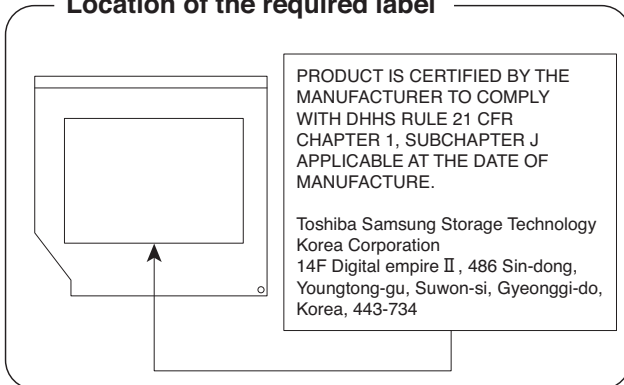 Location of the required label
PRODUCT IS CERTIFIED BY THE
MANUFACTURER TO COMPLY
WITH DHHS RULE 21 CFR
CHAPTER 1, SUBCHAPTER J
APPLICABLE AT THE DATE OF
MANUFACTURE.
Toshiba Samsung Storage Technology
Korea Corporation
14F Digital empire Ⅱ, 486 Sin-dong,
Youngtong-gu, Suwon-si, Gyeonggi-do,
Korea, 443-734